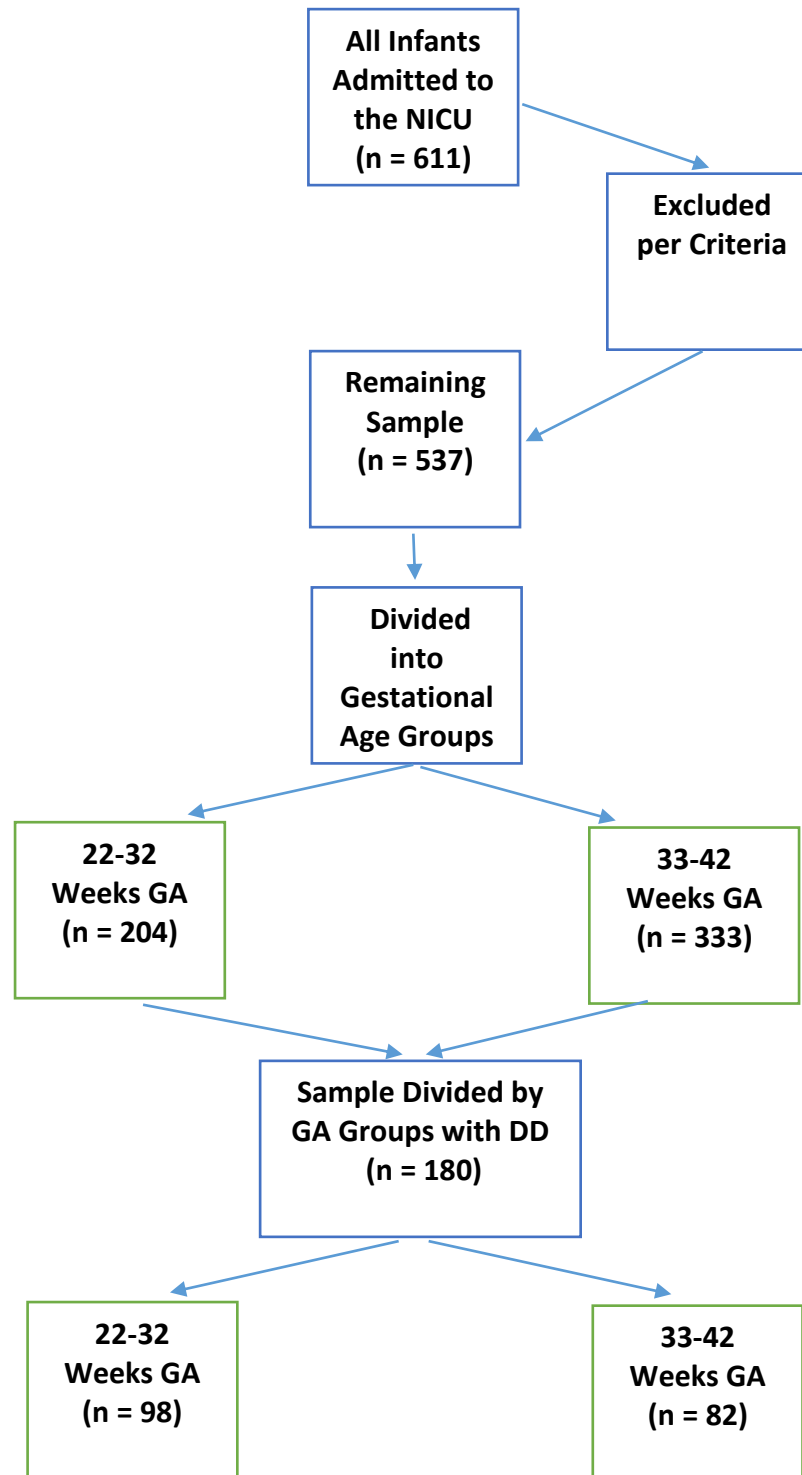 All Infants
Admitted to
the NICU
(n = 611)
Excluded
per Criteria
Remaining
Sample
(n = 537)
Divided
into
Gestational
Age Groups
22-32
Weeks GA
(n = 204)
33-42
Weeks GA
(n = 333)
Sample Divided by
GA Groups with DD
(n = 180)
22-32
Weeks GA
(n = 98)
33-42
Weeks GA
(n = 82)